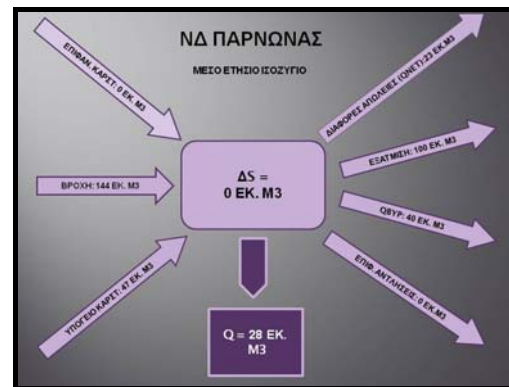 ΝΔ ΠΑΡΝΩΝΑΣ
ΜΕΣΟ ΕΤΗΣΙΟ ΙΣΟΖΥΓΙΟ
ΕΠΙΦΑΝ. ΚΑΡΣΤ: 0 ΕΚ. Μ3
ΒΡΟΧΗ: 144 ΕΚ. Μ3
ΥΠΟΓΕΙΟ ΚΑΡΣΤ: 47 ΕΚ. Μ3
ΔS =
0 ΕΚ. Μ3
ΔΙΑΦΟΡΕΣ ΑΠΩΛΕΙΕΣ (QNET):23 ΕΚ.Μ3
ΕΞΑΤΜΙΣΗ: 100 ΕΚ. Μ3
QΒΥΡ: 40 ΕΚ. Μ3
ΕΠΙΦ. ΑΝΤΛΗΣΕΙΣ: 0 ΕΚ.Μ3
Q = 28 ΕΚ.
Μ3